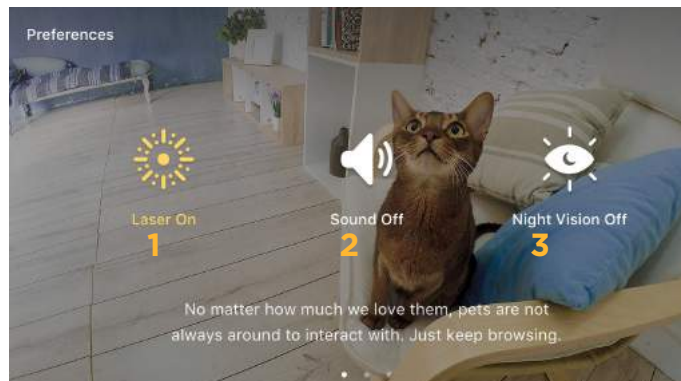 Preferences
Laser On
Sound Off
Night Vision Off
1
2
3
No matter how much we love them, pets are not
always around to interact with. Just keep browsing.